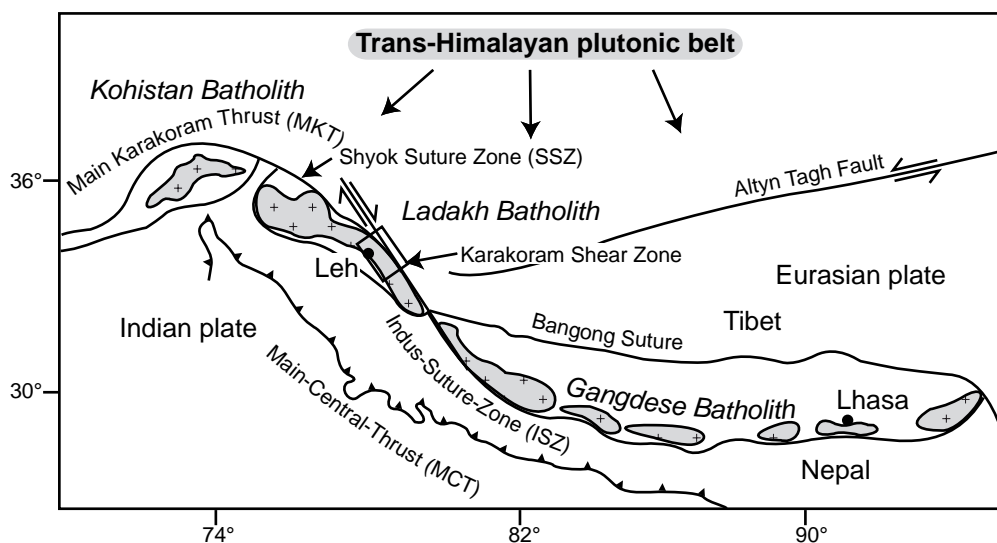 Trans-Himalayan plutonic belt
Kohistan Batholith
Main Karakoram Thrust (MKT)
Shyok Suture Zone (SSZ)
36°
Altyn Tagh Fault
Ladakh Batholith
Karakoram Shear Zone
Leh
Eurasian plate
Indian plate
Tibet
Bangong Suture
Indus-Suture-Zone (ISZ)
30°
Main-Central-Thrust (MCT)
Gangdese Batholith
Lhasa
Nepal
74°
82°
90°